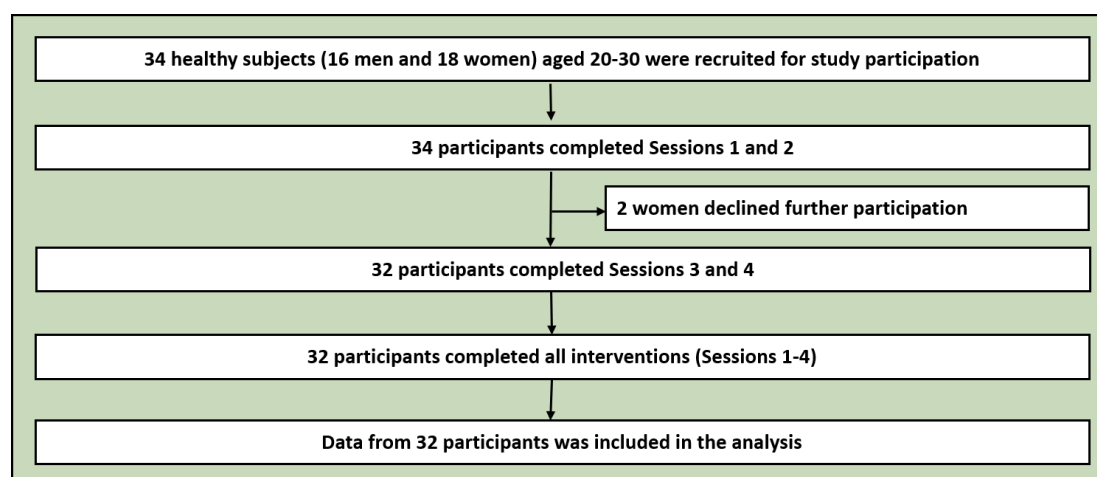 34 healthy subjects (16 men and 18 women) aged 20-30 were recruited for study participation
34 participants completed Sessions 1 and 2
2 women declined further participation
32 participants completed Sessions 3 and 4
32 participants completed all interventions (Sessions 1-4)
Data from 32 participants was included in the analysis